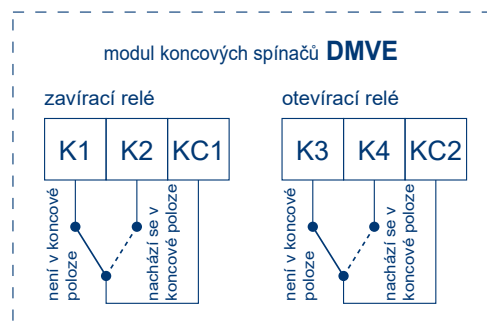 modul koncových spínačů DMVE
zavírací relé
K1 K2 KC1
není v koncové
poloze
nachází se v
koncové poloze
otevírací relé
K3 K4 KC2
není v koncové
poloze
nachází se v
koncové poloze